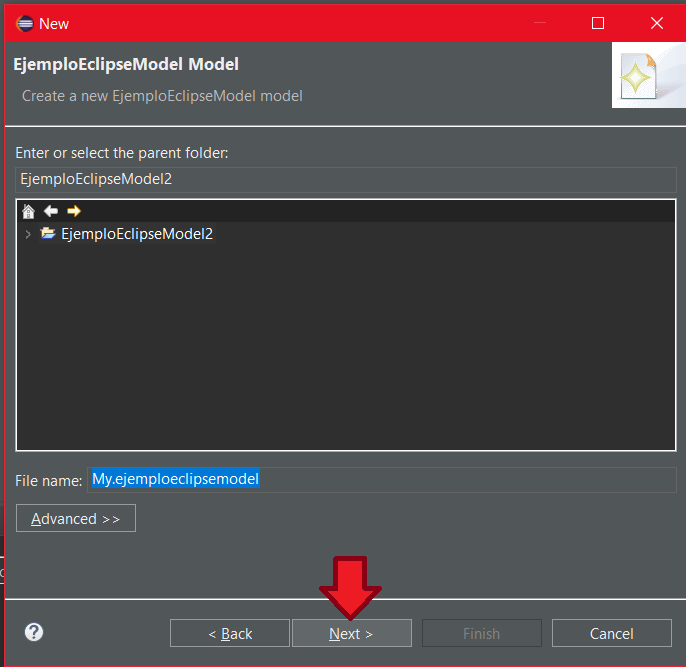 New
EjemploEclipseModel Model
Create a new EjemploEclipseModel model
Enter or select the parent folder:
EjemploEclipseModel2
EjemploEclipseModel2
File name: My.ejemploeclipsemodel
Advanced >>
< Back Next > Finish Cancel